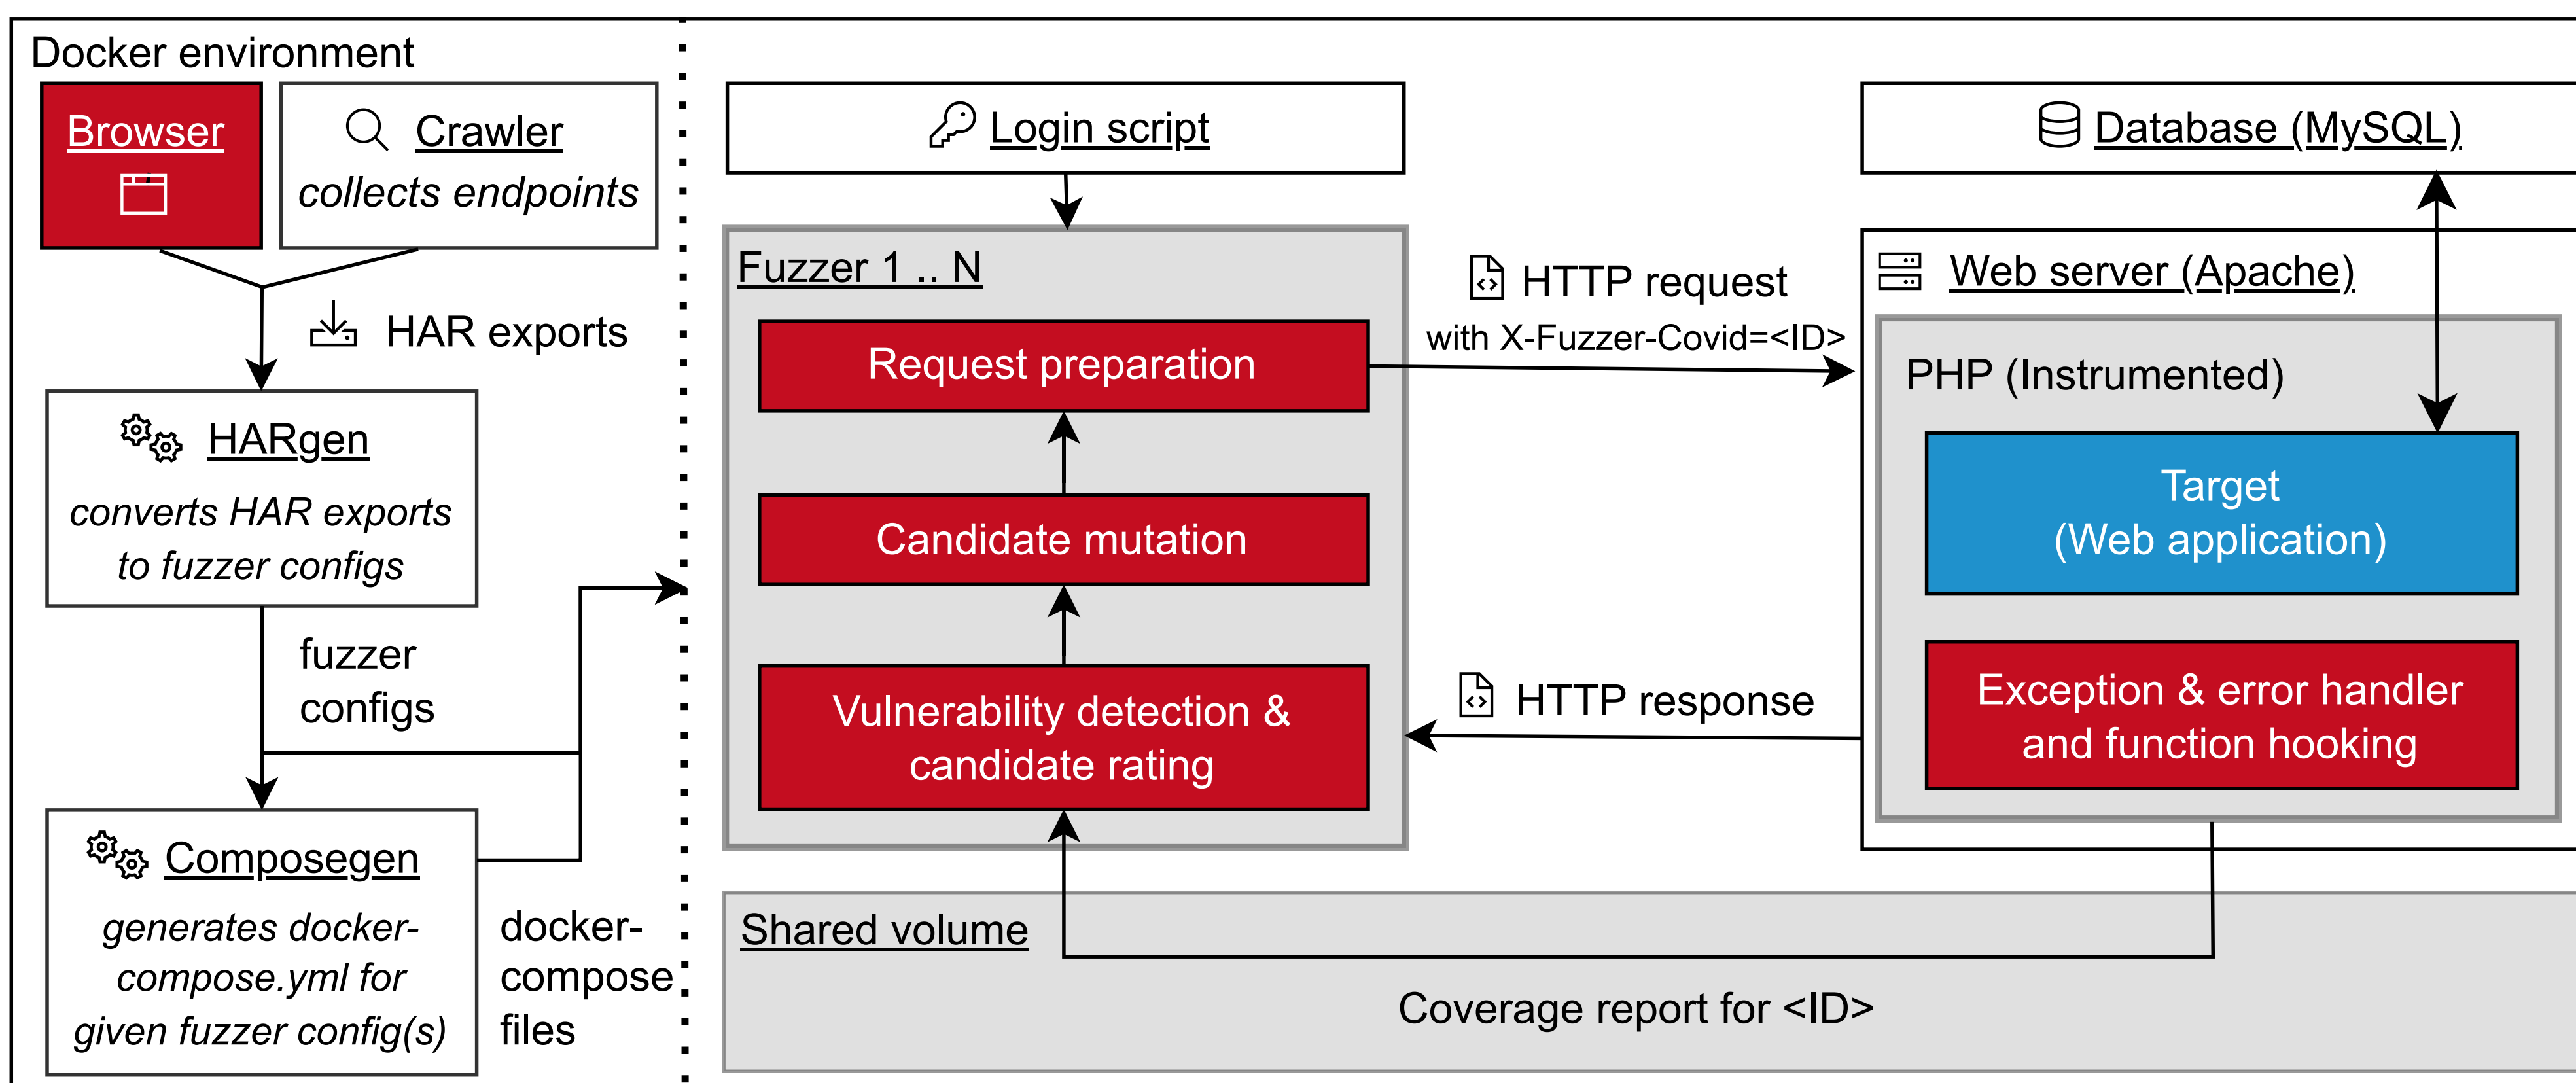 Docker environment
Browser
Crawler
collects endpoints
HAR exports
HARgen
converts HAR exports
to fuzzer configs
fuzzer
configs
Composegen
generates docker-
compose.yml for
given fuzzer config(s)
docker-
compose
files
Login script
Fuzzer 1 .. N
Request preparation
Candidate mutation
Vulnerability detection &
candidate rating
HTTP request
with X-Fuzzer-Covid=<ID>
HTTP response
Database (MySQL)
Web server (Apache)
PHP (Instrumented)
Target
(Web application)
Exception & error handler
and function hooking
Shared volume
Coverage report for <ID>